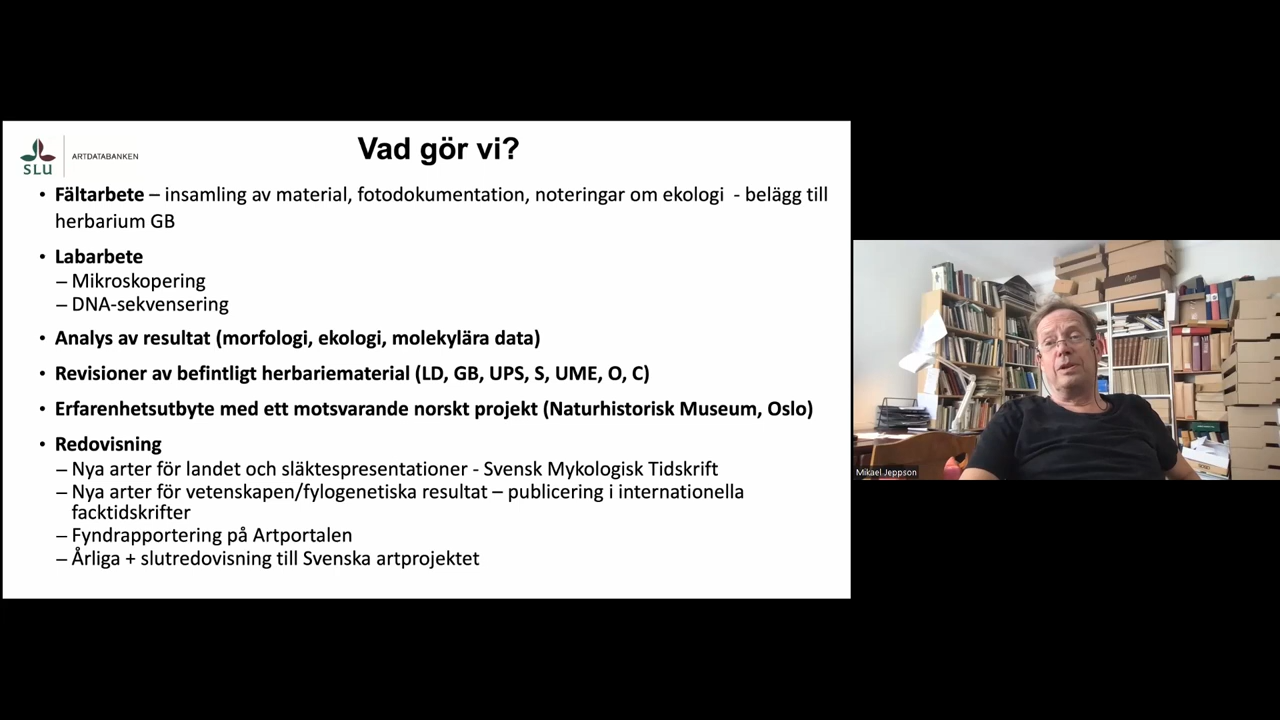 Vad gör vi?
SLU
ARTDATABANKEN
• Fältarbete – insamling av material, fotodokumentation, noteringar om ekologi - belägg till
herbarium GB
• Labarbete
– Mikroskopering
– DNA-sekvensering
• Analys av resultat (morfologi, ekologi, molekylära data)
• Revisioner av befintligt herbariematerial (LD, GB, UPS, S, UME, O, C)
• Erfarenhetsutbyte med ett motsvarande norskt projekt (Naturhistorisk Museum, Oslo)
• Redovisning
– Nya arter för landet och släktespresentationer - Svensk Mykologisk Tidskrift
– Nya arter för vetenskapen/fylogenetiska resultat – publicering i internationella
facktidskrifter
– Fyndrapportering på Artportalen
– Årliga + slutredovisning till Svenska artprojektet
Mikael Jeppson